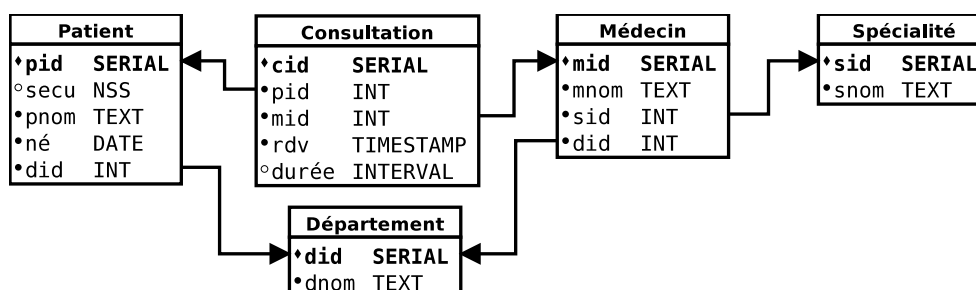 Patient
♦pid SERIAL
○secu NSS
●pnom TEXT
●né DATE
●did INT
Consultation
♦cid SERIAL
●pid INT
●mid INT
●rdv TIMESTAMP
○durée INTERVAL
Médecin
♦mid SERIAL
●mnom TEXT
●sid INT
●did INT
Spécialité
♦sid SERIAL
●snom TEXT
Département
♦did SERIAL
●dnom TEXT